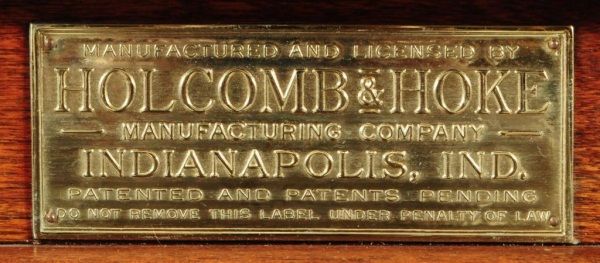 MANUFACTURED AND LICENSED BY
HOLCOMB & HOKE
— MANUFACTURING COMPANY —
INDIANAPOLIS, IND.
PATENTED AND PATENTS PENDING
DO NOT REMOVE THIS LABEL UNDER PENALTY OF LAW